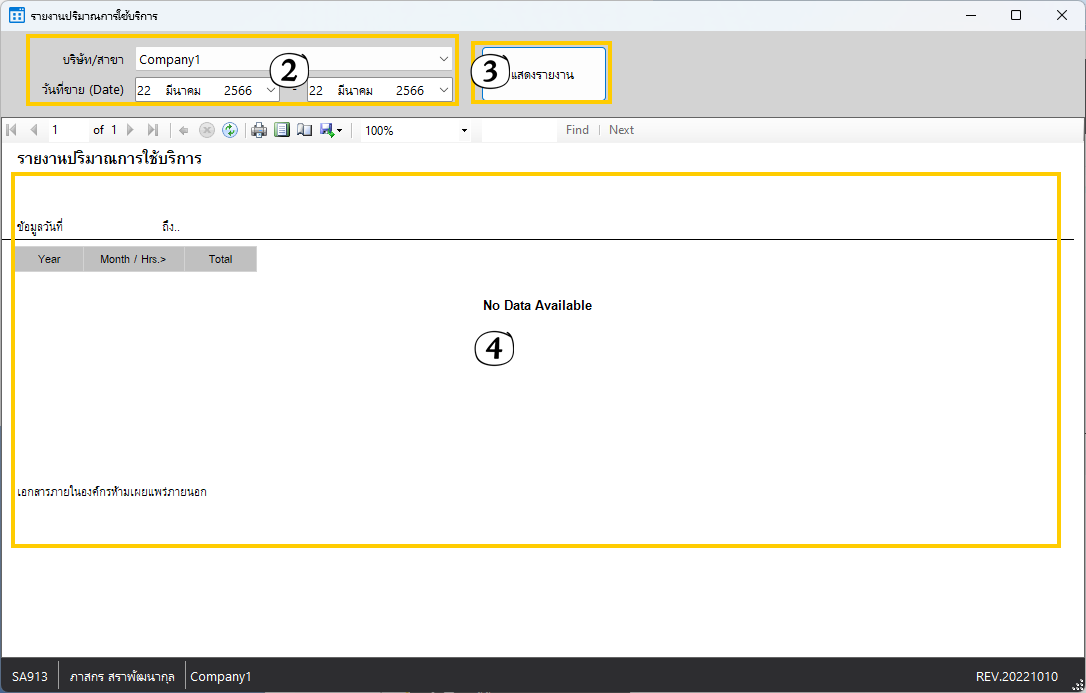 รายงานปริมาณการใช้บริการ
บริษัท/สาขา Company1
2
3
แสดงรายงาน
วันที่ขาย (Date) 22 มีนาคม 2566 - 22 มีนาคม 2566
1 of 1 100% Find Next
รายงานปริมาณการใช้บริการ
ข้อมูลวันที่ ถึง..
Year Month / Hrs.> Total
No Data Available
4
เอกสารภายในองค์กรห้ามเผยแพร่ภายนอก
SA913 ภาสกร สราพัฒนากุล Company1 REV.20221010